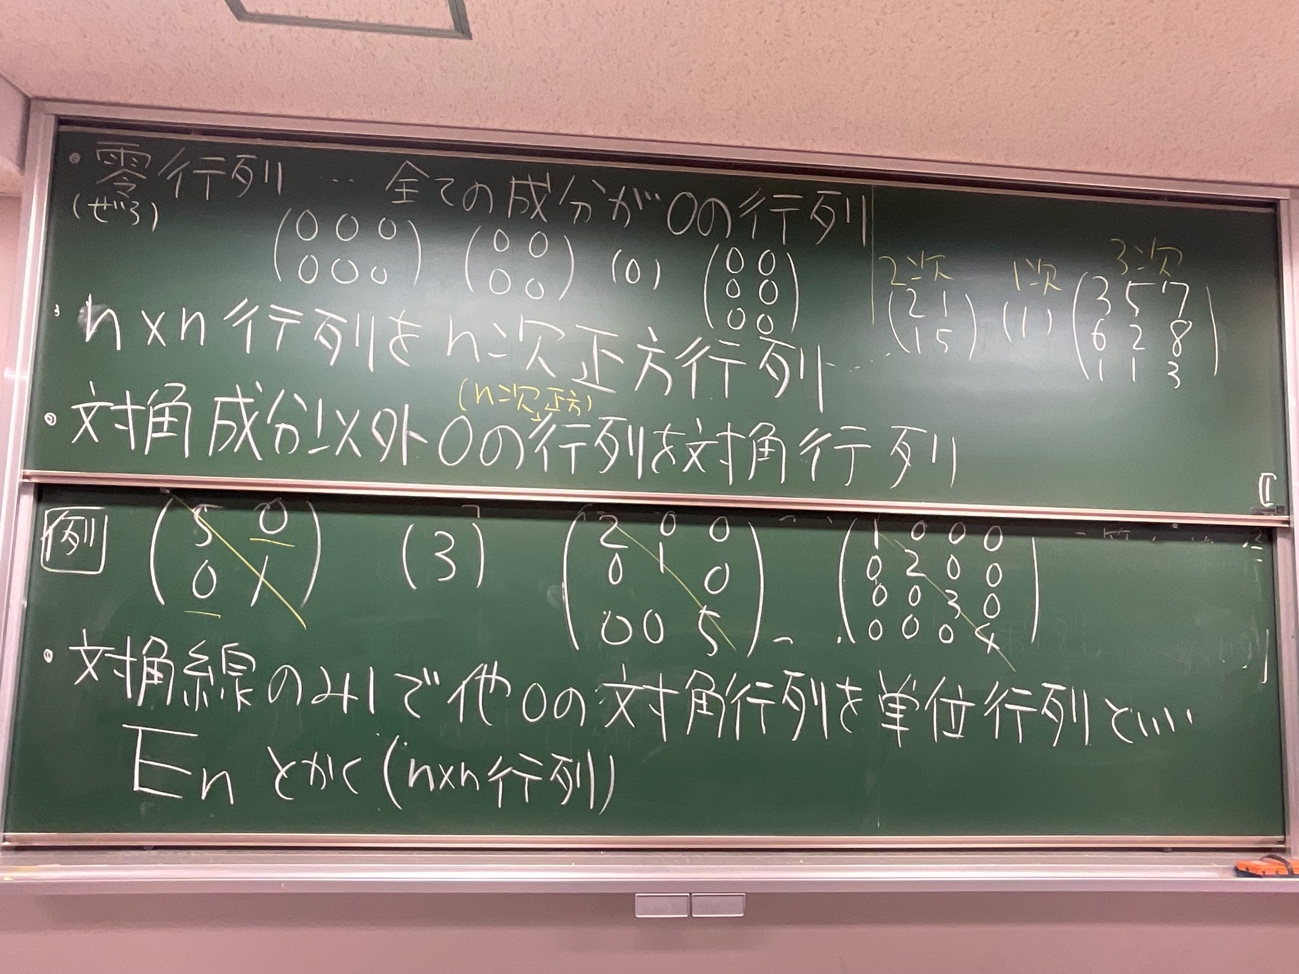 ・零行列 … 全ての成分が0の行列
(ぜろ)
(0 0 0 (0 0 (0) (0 0
0 0 0) 0 0) 0 0
0 0)
・n×n行列をn次正方行列 …
2次 1次 3次
(2 1 (1) (3 5 7
1 5) 6 2 8
1 1 3)
(n次正方)
・対角成分以外0の行列を対角行列
例 (5 0 (3) (2 0 0 (1 0 0 0
0 1) 0 1 0 0 2 0 0
0 0 5) 0 0 3 0
0 0 0 4)
・対角線のみ1で他0の対角行列を単位行列といい
En とかく(n×n行列)